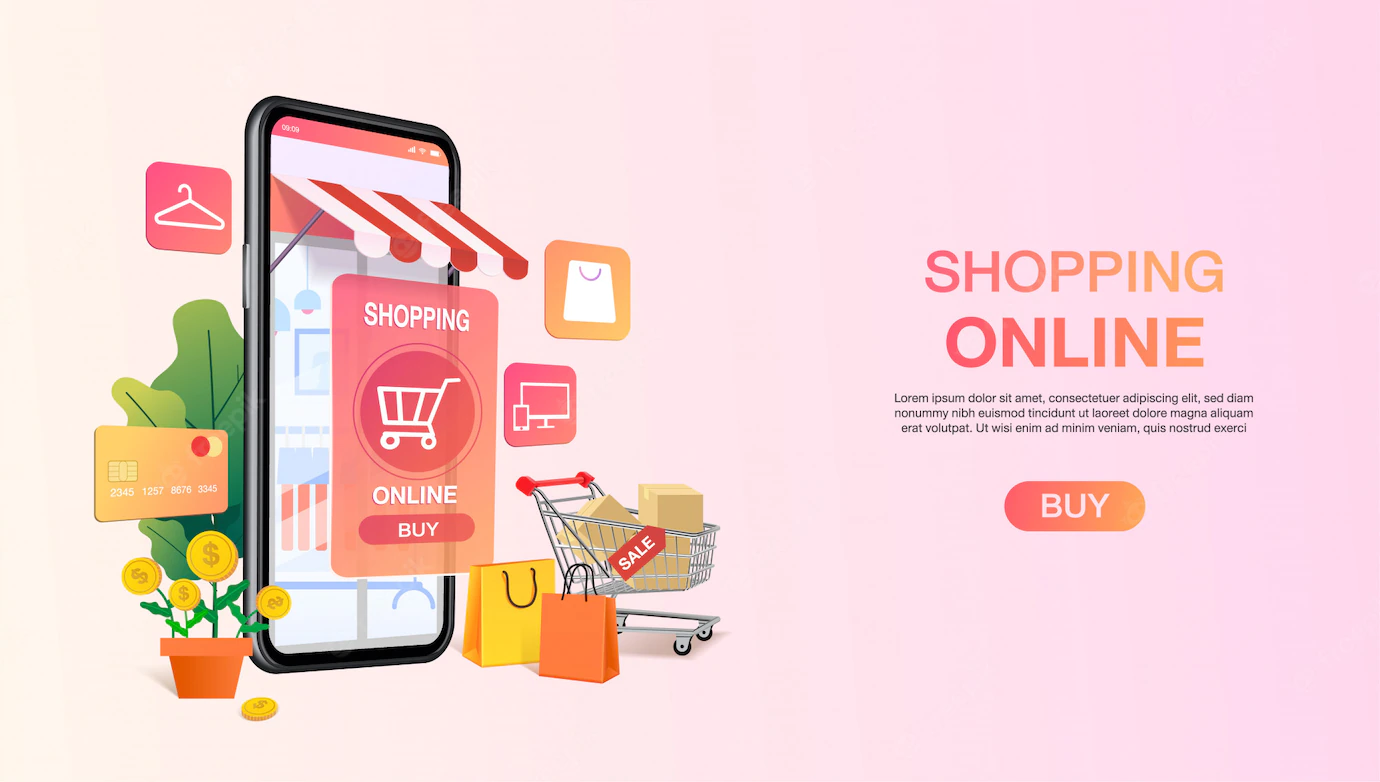 09:09
SHOPPING
ONLINE
BUY
2345 1257 8676 3345
SALE
SHOPPING
ONLINE
Lorem ipsum dolor sit amet, consectetuer adipiscing elit, sed diam
nonummy nibh euismod tincidunt ut laoreet dolore magna aliquam
erat volutpat. Ut wisi enim ad minim veniam, quis nostrud exerci
BUY
$
$
$
$
$